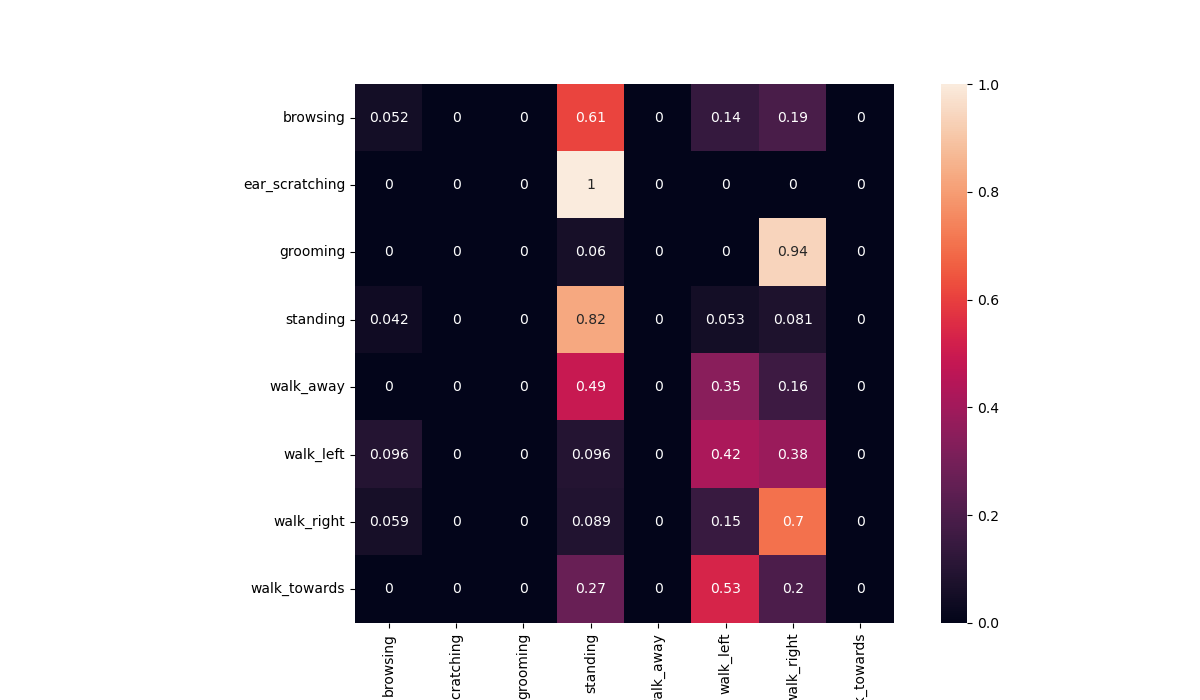 browsing 0.052 0 0 0.61 0 0.14 0.19 0
ear_scratching 0 0 0 1 0 0 0 0
grooming 0 0 0 0.06 0 0 0.94 0
standing 0.042 0 0 0.82 0 0.053 0.081 0
walk_away 0 0 0 0.49 0 0.35 0.16 0
walk_left 0.096 0 0 0.096 0 0.42 0.38 0
walk_right 0.059 0 0 0.089 0 0.15 0.7 0
walk_towards 0 0 0 0.27 0 0.53 0.2 0
browsing
cratching
grooming
standing
alk_away
walk_left
walk_right
_towards
1.0
0.8
0.6
0.4
0.2
0.0